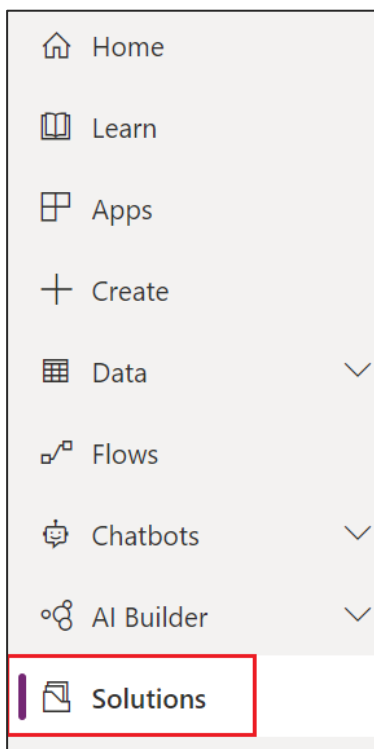 Home
Learn
Apps
Create
Data
Flows
Chatbots
AI Builder
Solutions